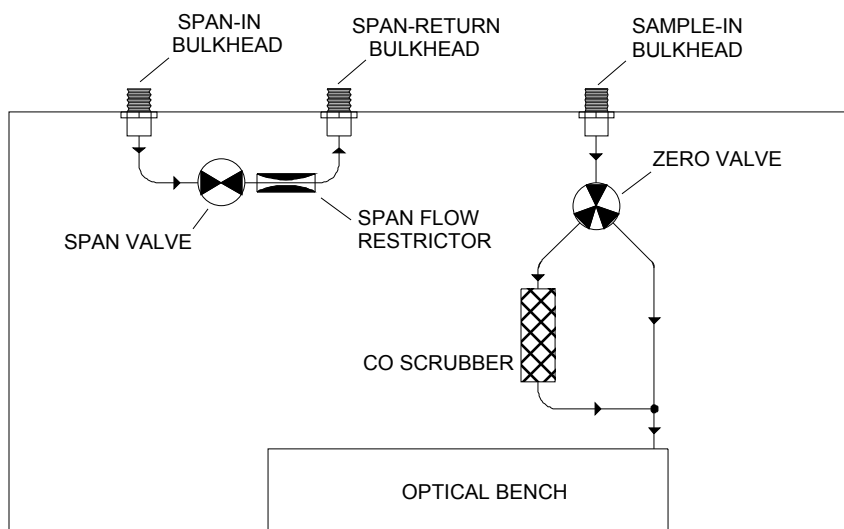 SPAN-IN
BULKHEAD
SPAN-RETURN
BULKHEAD
SAMPLE-IN
BULKHEAD
ZERO VALVE
SPAN VALVE
SPAN FLOW
RESTRICTOR
CO SCRUBBER
OPTICAL BENCH